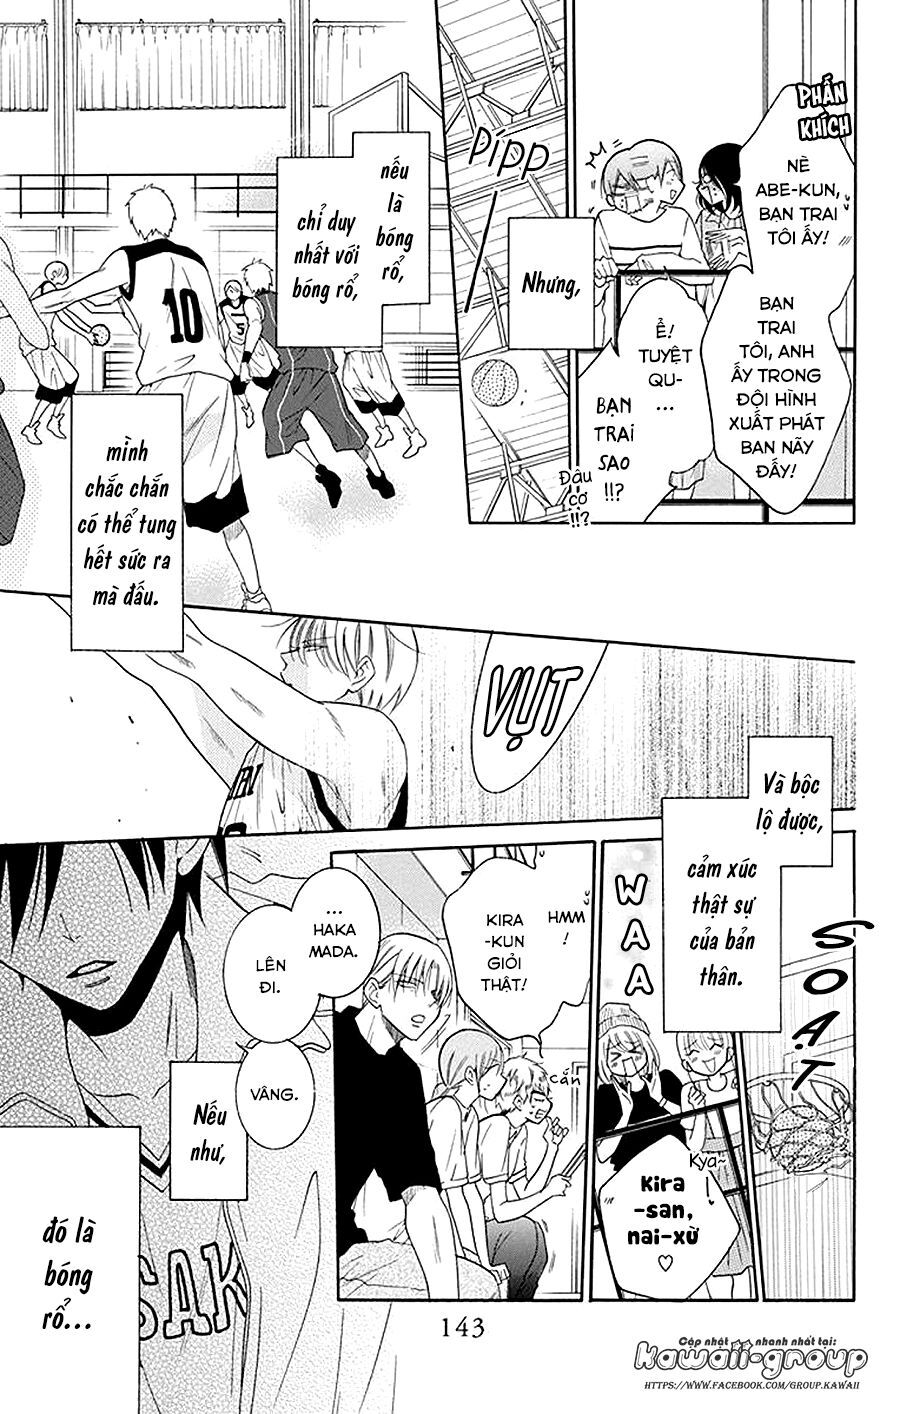 PHẤN
KHÍCH
NÈ
ABE-KUN,
BẠN TRAI
TÔI ẤY!
BẠN
TRAI
TÔI, ANH
ẤY TRONG
ĐỘI HÌNH
XUẤT PHÁT
BAN NÃY
ĐẤY!
Ể!
TUYỆT
QU-
...
BẠN
TRAI
SAO
!!?
Đâu
cơ
!!?
Pípp
Nhưng,
nếu
là
bóng
rổ,
chỉ duy
nhất với
bóng rổ,
10
5
mình
chắc chắn
có thể tung
hết sức ra
mà đấu.
VỤT
Và bộc
lộ được,
cảm xúc
thật sự
của bản
thân.
SOẠT
WAA
Kya~
Kira
-san,
nai-xừ
♡
HMM
!
KIRA
-KUN
GIỎI
THẬT!
cắn
...
HAKA
MADA.
LÊN
ĐI.
VÂNG.
Nếu
như,
đó là
bóng
rổ...
SAK
143
Cập nhật nhanh nhất tại:
kawaii-group
HTTPS://WWW.FACEBOOK.COM/GROUP.KAWAII